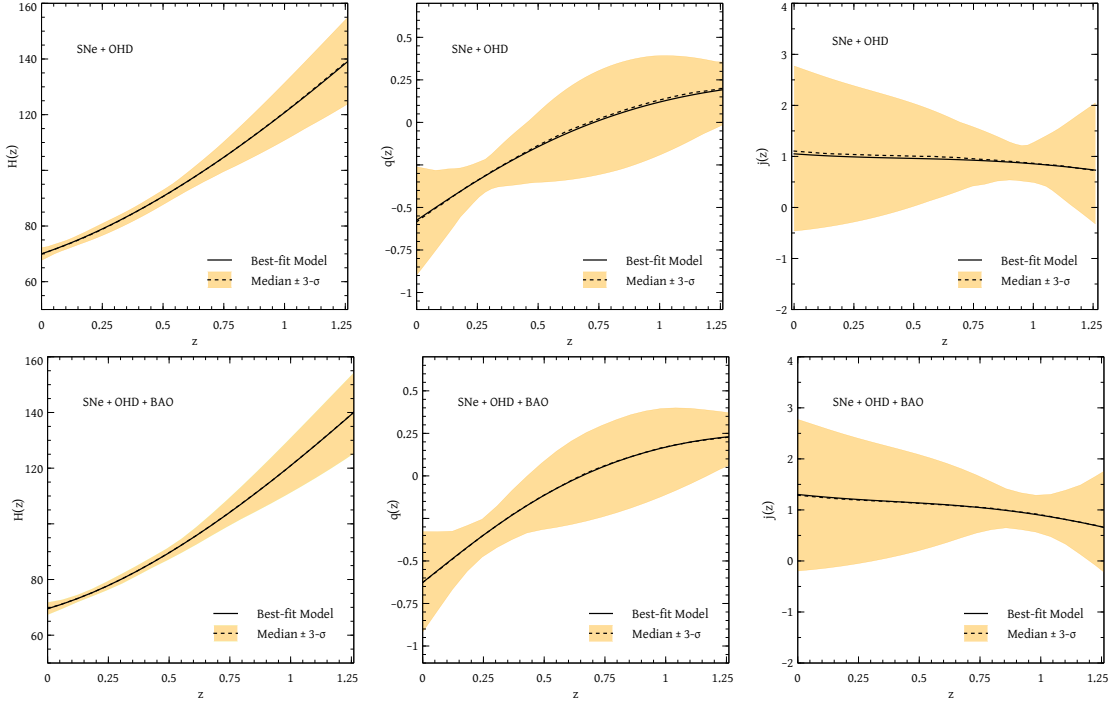 SNe + OHD
H(z)
160
140
120
80
60
Best-fit Model
Median ± 3-σ
0 0.25 0.5 0.75 1 1.25
z
SNe + OHD
q(z)
0.5
0.25
0
−0.5
−0.75
−1
Best-fit Model
Median ± 3-σ
0 0.25 0.5 0.75 1 1.25
z
SNe + OHD
j(z)
4
3
2
1
0
−1
−2
Best-fit Model
Median ± 3-σ
0 0.25 0.5 0.75 1 1.25
z
SNe + OHD + BAO
H(z)
160
140
120
80
60
Best-fit Model
Median ± 3-σ
0 0.25 0.5 0.75 1 1.25
z
SNe + OHD + BAO
q(z)
0.5
0.25
0
−0.5
−0.75
−1
Best-fit Model
Median ± 3-σ
0 0.25 0.5 0.75 1 1.25
z
SNe + OHD + BAO
j(z)
4
3
2
1
0
−1
−2
Best-fit Model
Median ± 3-σ
0 0.25 0.5 0.75 1 1.25
z